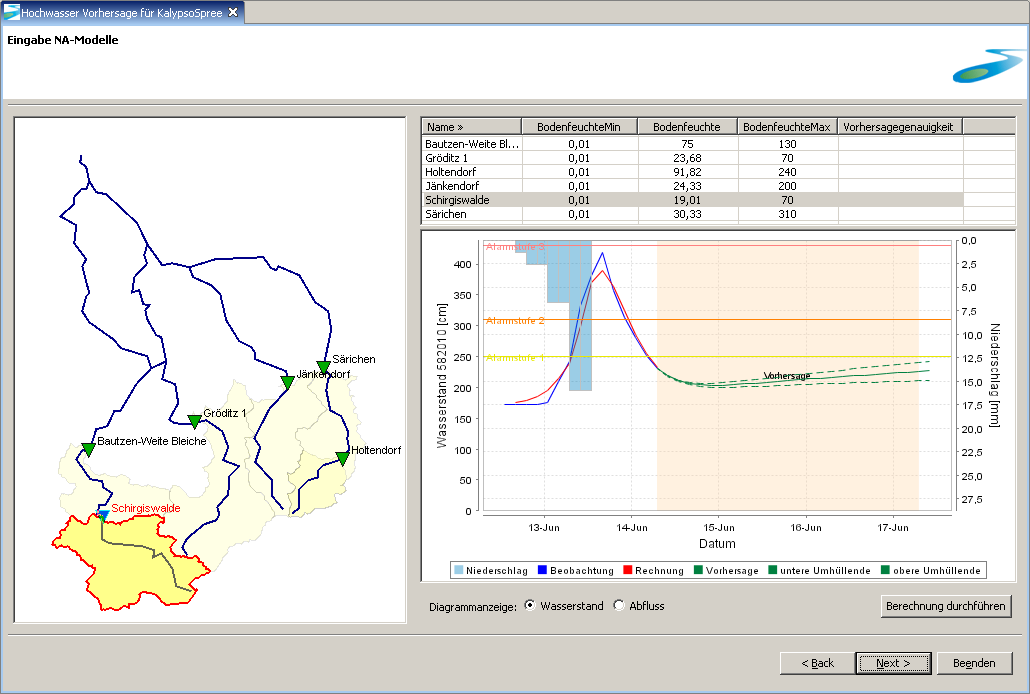 Hochwasser Vorhersage für KalypsoSpree
Eingabe NA-Modelle
Särichen
Jänkendorf
Gröditz 1
Bautzen-Weite Bleiche
Holtendorf
Schirgiswalde
Name » BodenfeuchteMin Bodenfeuchte BodenfeuchteMax Vorhersagegenauigkeit
Bautzen-Weite Bl... 0,01 75 130
Gröditz 1 0,01 23,68 70
Holtendorf 0,01 91,82 240
Jänkendorf 0,01 24,33 200
Schirgiswalde 0,01 19,01 70
Särichen 0,01 30,33 310
Wasserstand 582010 [cm]
400
350
300
250
200
150
100
50
0
Alarmstufe 3
Alarmstufe 2
Alarmstufe 1
Vorhersage
0,0
2,5
5,0
7,5
10,0
12,5
15,0
17,5
20,0
22,5
25,0
27,5
Niederschlag [mm]
13-Jun 14-Jun 15-Jun 16-Jun 17-Jun
Datum
Niederschlag Beobachtung Rechnung Vorhersage untere Umhüllende obere Umhüllende
Diagrammanzeige: Wasserstand Abfluss
Berechnung durchführen
< Back Next > Beenden